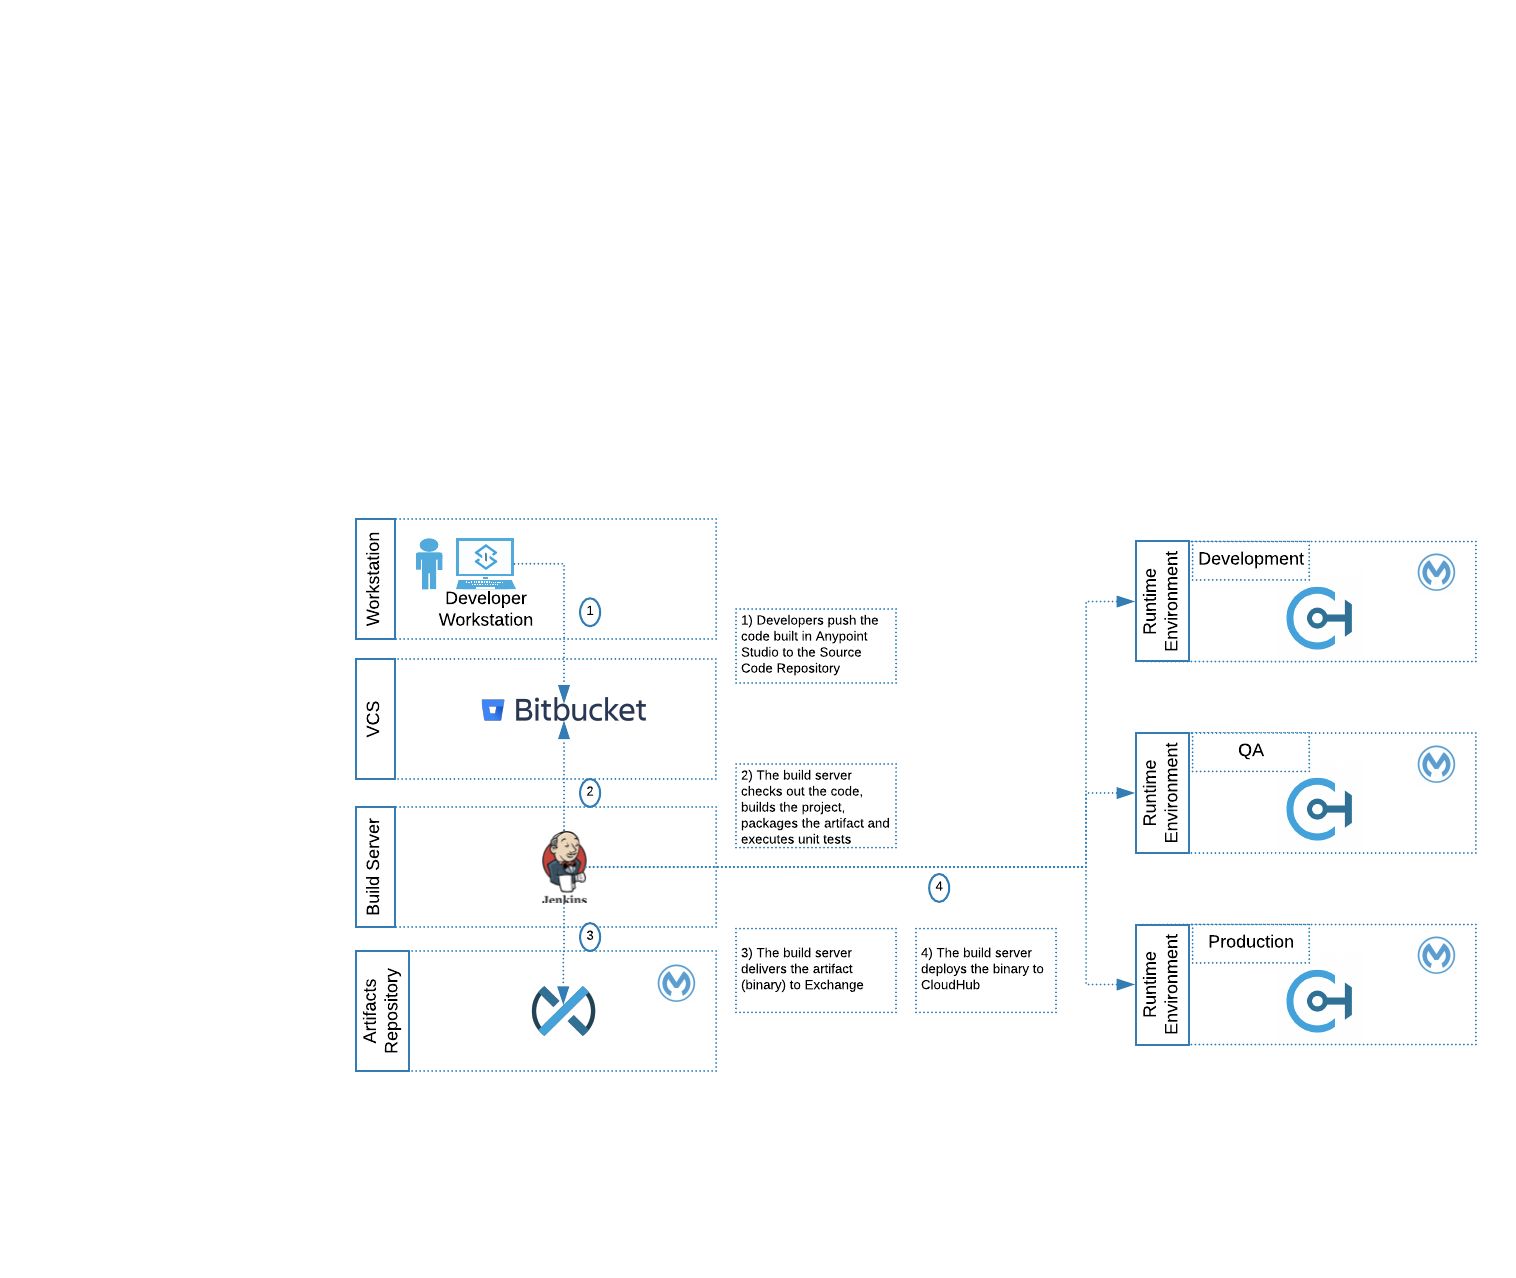 Workstation
Developer
Workstation
1
1) Developers push the
code built in Anypoint
Studio to the Source
Code Repository
VCS
Bitbucket
2
2) The build server
checks out the code,
builds the project,
packages the artifact and
executes unit tests
Build Server
Jenkins
3
4
3) The build server
delivers the artifact
(binary) to Exchange
4) The build server
deploys the binary to
CloudHub
Artifacts
Repository
Runtime
Environment
Development
Runtime
Environment
QA
Runtime
Environment
Production